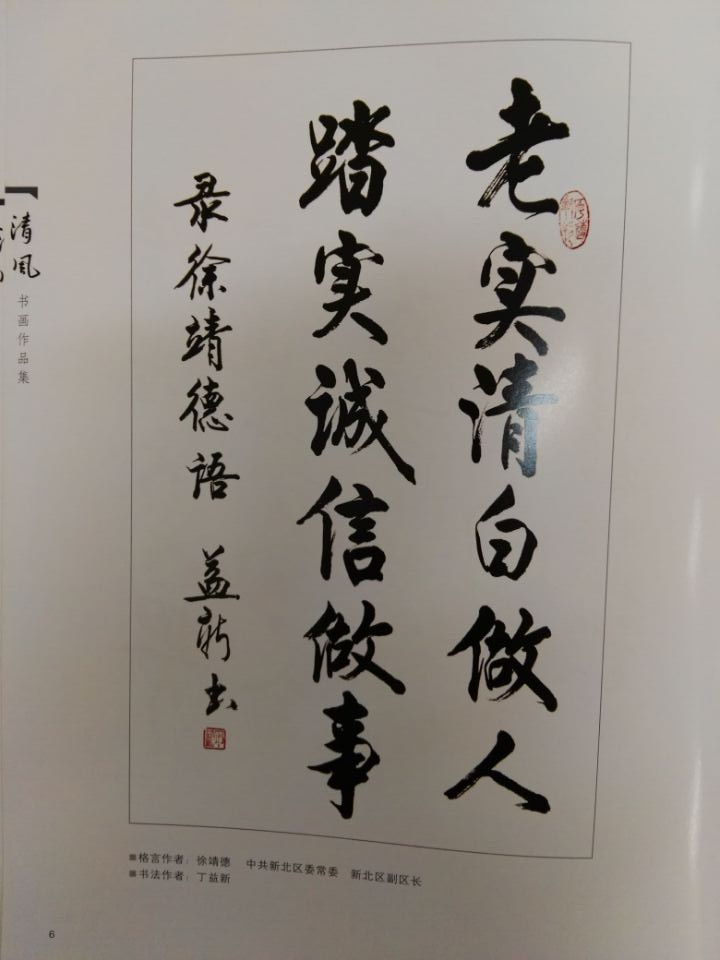 老实清白做人
踏实诚信做事
录徐靖德语 益新书
清风
书画作品集
■格言作者：徐靖德 中共新北区委常委 新北区副区长
■书法作者：丁益新
6